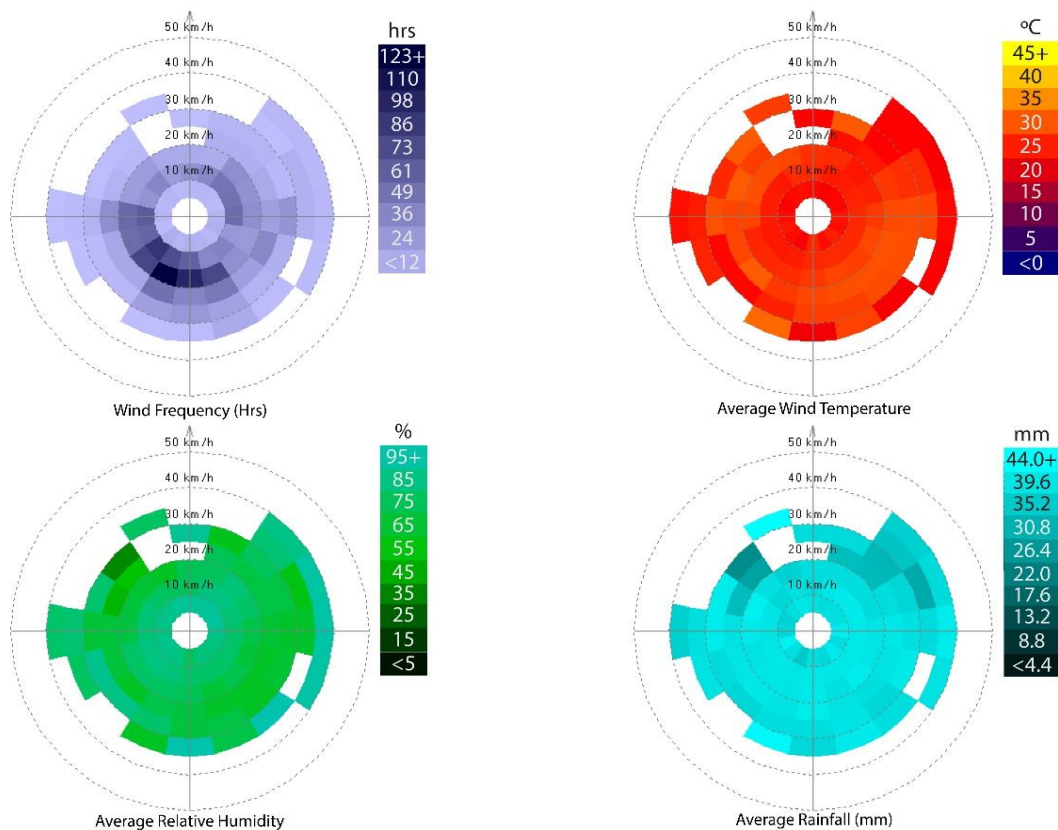 50 km/h
40 km/h
30 km/h
20 km/h
10 km/h
hrs
123+
110
98
86
73
61
49
36
24
<12
Wind Frequency (Hrs)
50 km/h
40 km/h
30 km/h
20 km/h
10 km/h
ºC
45+
40
35
30
25
20
15
10
5
<0
Average Wind Temperature
50 km/h
40 km/h
30 km/h
20 km/h
10 km/h
%
95+
85
75
65
55
45
35
25
15
<5
Average Relative Humidity
50 km/h
40 km/h
30 km/h
20 km/h
10 km/h
mm
44.0+
39.6
35.2
30.8
26.4
22.0
17.6
13.2
8.8
<4.4
Average Rainfall (mm)